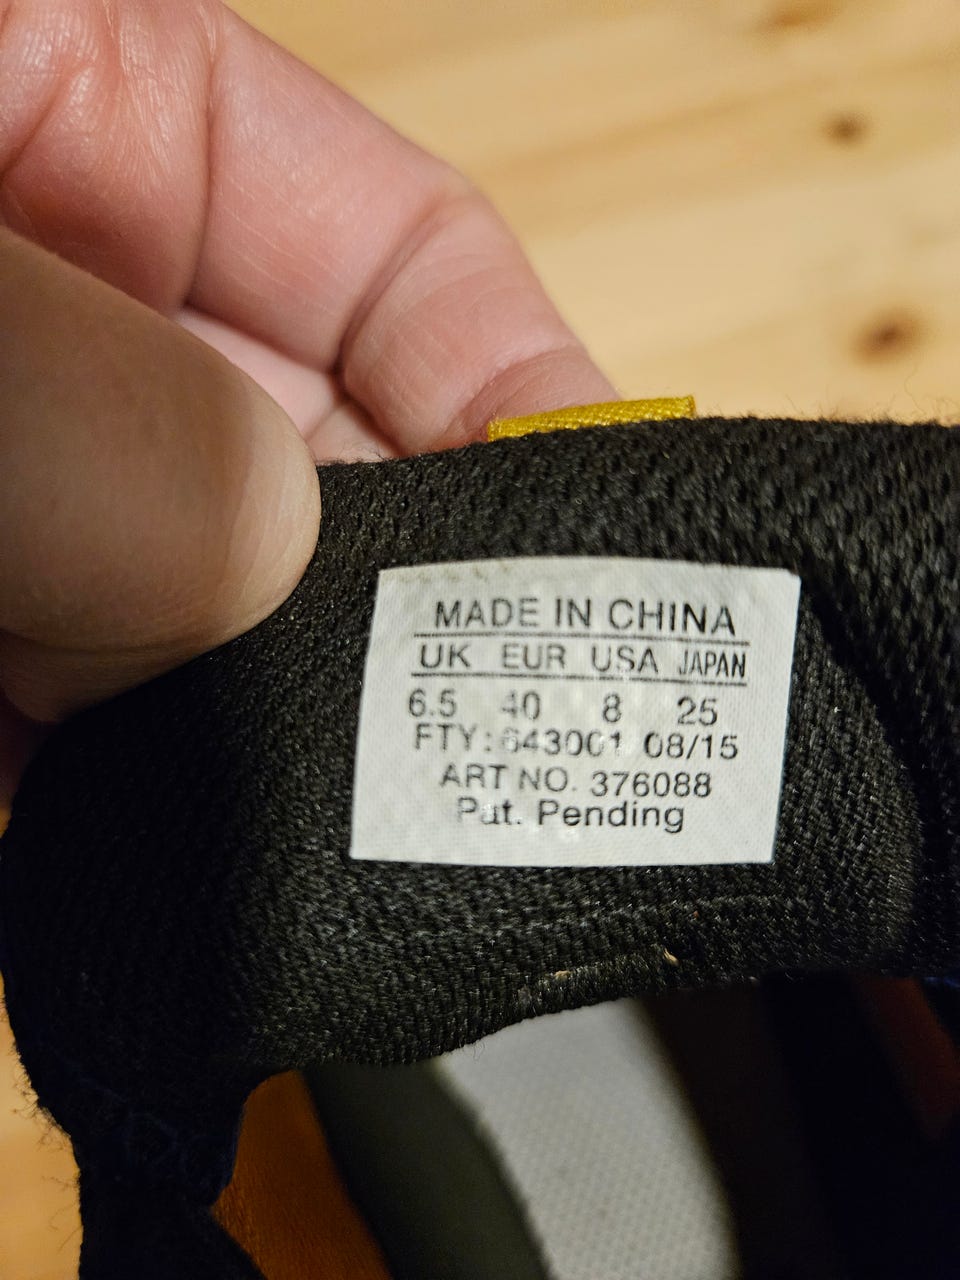 MADE IN CHINA
UK EUR USA JAPAN
6.5 40 8 25
FTY: 643001 08/15
ART NO. 376088
Pat. Pending